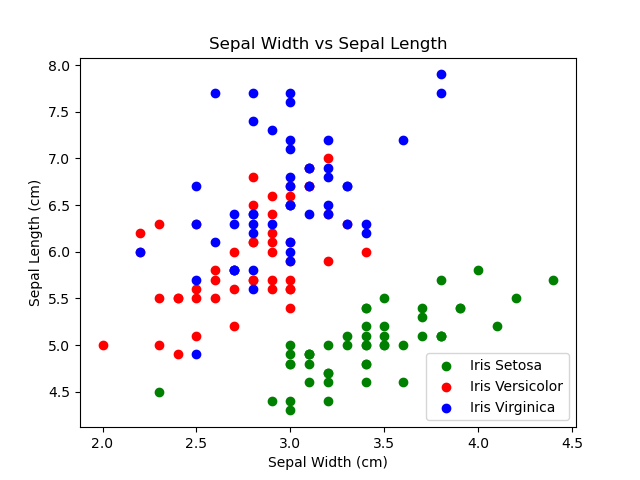 Sepal Width vs Sepal Length
8.0
7.5
7.0
6.5
6.0
5.5
5.0
4.5
Sepal Length (cm)
Iris Setosa
Iris Versicolor
Iris Virginica
2.0 2.5 3.0 3.5 4.0 4.5
Sepal Width (cm)